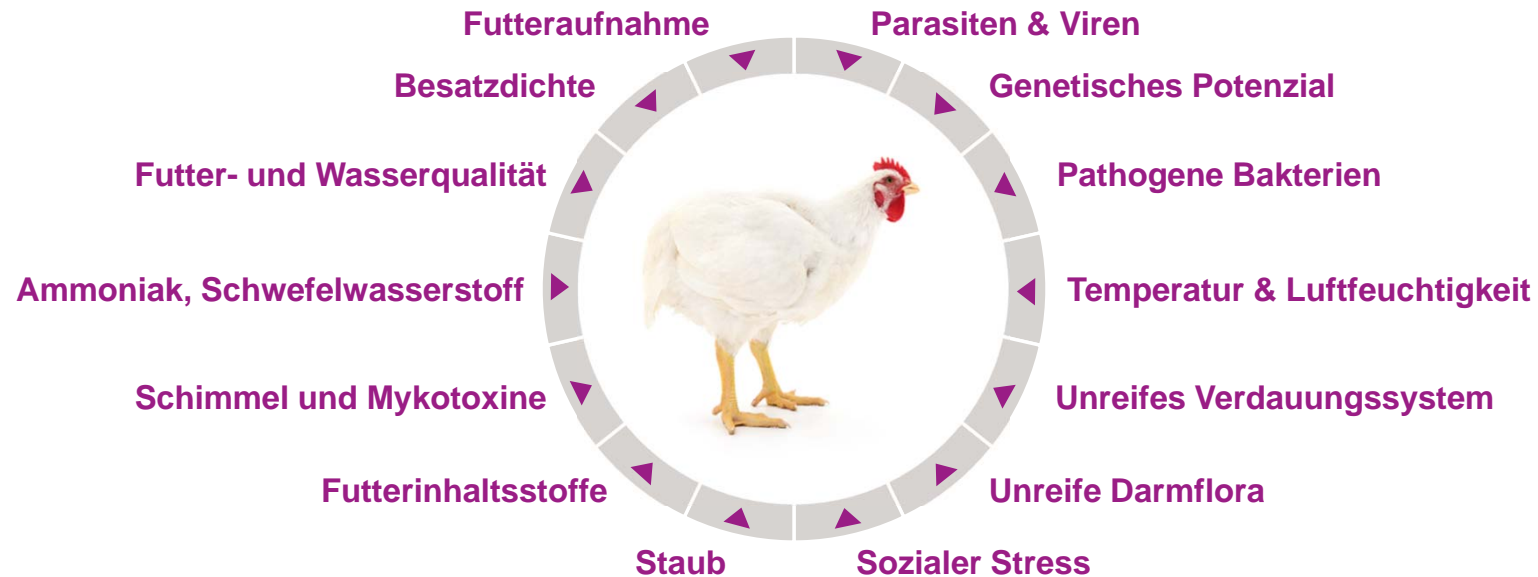 Futteraufnahme
Parasiten & Viren
Besatzdichte
Genetisches Potenzial
Futter- und Wasserqualität
Pathogene Bakterien
Ammoniak, Schwefelwasserstoff
Temperatur & Luftfeuchtigkeit
Schimmel und Mykotoxine
Unreifes Verdauungssystem
Futterinhaltsstoffe
Unreife Darmflora
Staub
Sozialer Stress